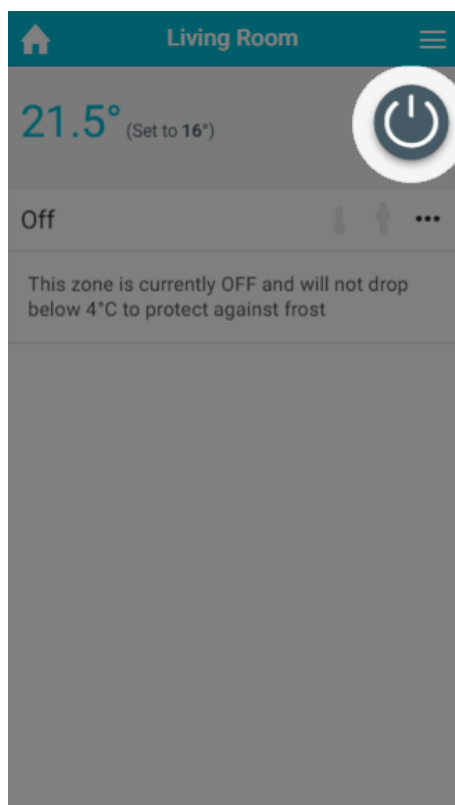 Living Room
21.5° (Set to 16°)
Off
This zone is currently OFF and will not drop
below 4°C to protect against frost